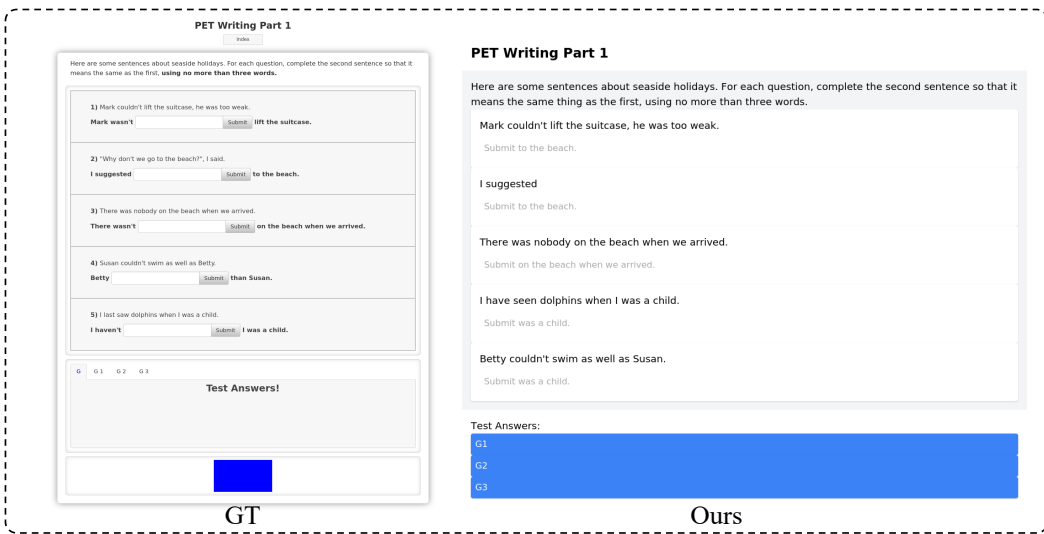 PET Writing Part 1
Index
Here are some sentences about seaside holidays. For each question, complete the second sentence so that it
means the same as the first, using no more than three words.
1) Mark couldn't lift the suitcase, he was too weak.
Mark wasn't Submit lift the suitcase.
2) "Why don't we go to the beach?", I said.
I suggested Submit to the beach.
3) There was nobody on the beach when we arrived.
There wasn't Submit on the beach when we arrived.
4) Susan couldn't swim as well as Betty.
Betty Submit than Susan.
5) I last saw dolphins when I was a child.
I haven't Submit I was a child.
G G 1 G 2 G 3
Test Answers!
GT
PET Writing Part 1
Here are some sentences about seaside holidays. For each question, complete the second sentence so that it
means the same thing as the first, using no more than three words.
Mark couldn't lift the suitcase, he was too weak.
Submit to the beach.
I suggested
Submit to the beach.
There was nobody on the beach when we arrived.
Submit on the beach when we arrived.
I have seen dolphins when I was a child.
Submit was a child.
Betty couldn't swim as well as Susan.
Submit was a child.
Test Answers:
G1
G2
G3
Ours